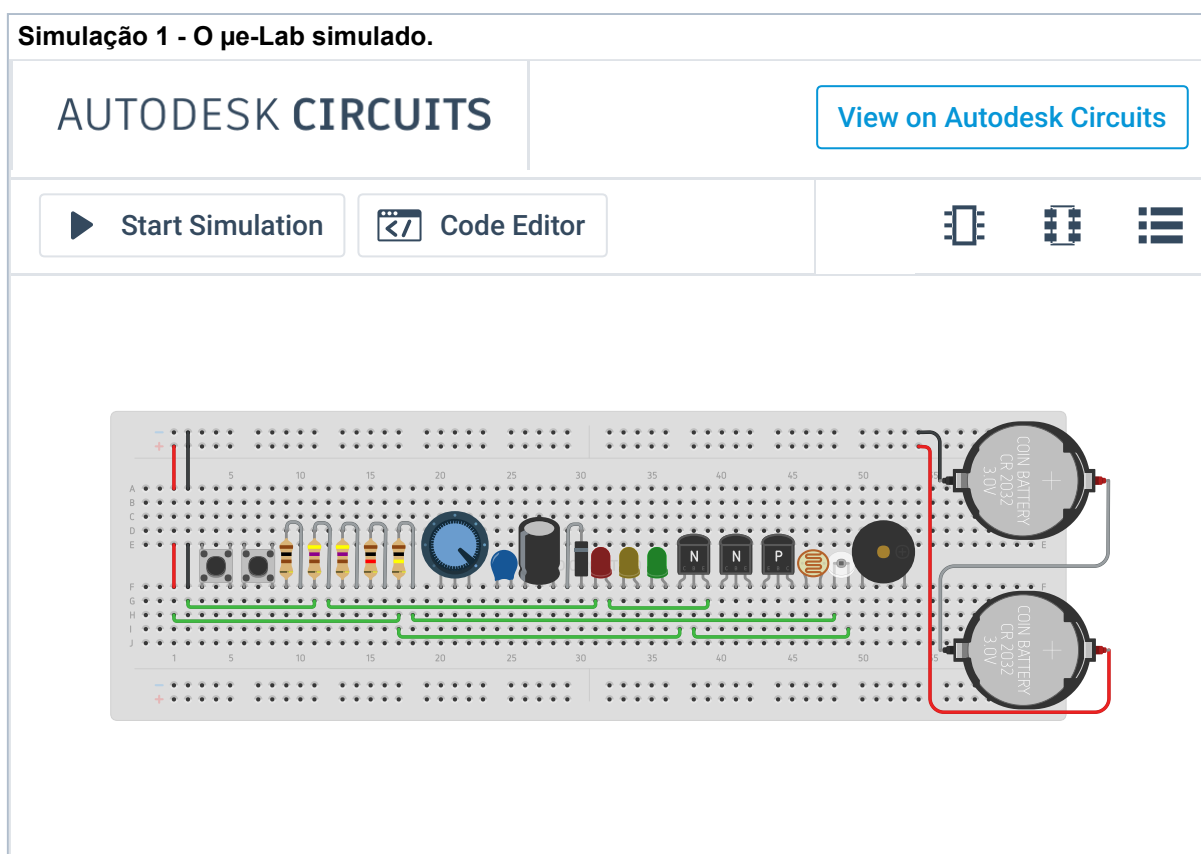 Simulação 1 - O µe-Lab simulado.
AUTODESK CIRCUITS
View on Autodesk Circuits
Start Simulation
Code Editor
− +
5 10 15 20 25 30 35 40 45 50
A
B
C
D
E
COIN BATTERY
CR 2032
3.0V
N N P
E
F
G
H
I
J
F
COIN BATTERY
CR 2032
3.0V
1 5 10 15 20 25 30 35 40 45 50
− +